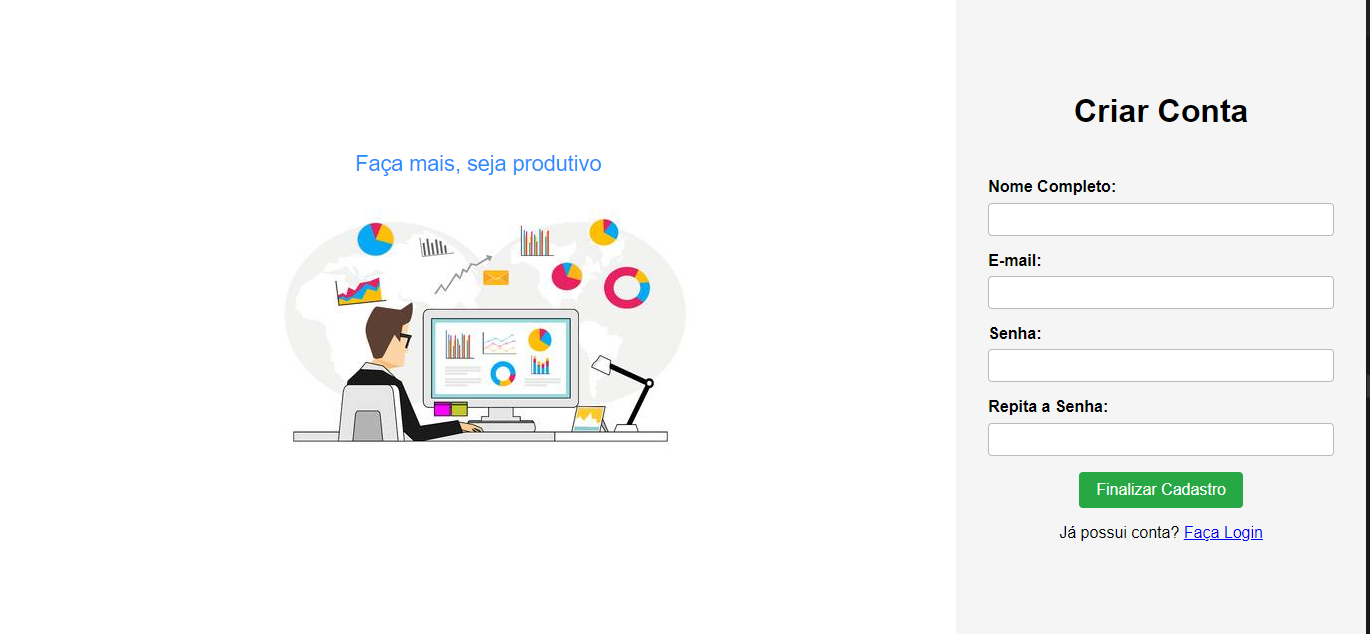 Faça mais, seja produtivo
Criar Conta
Nome Completo:
E-mail:
Senha:
Repita a Senha:
Finalizar Cadastro
Já possui conta? Faça Login